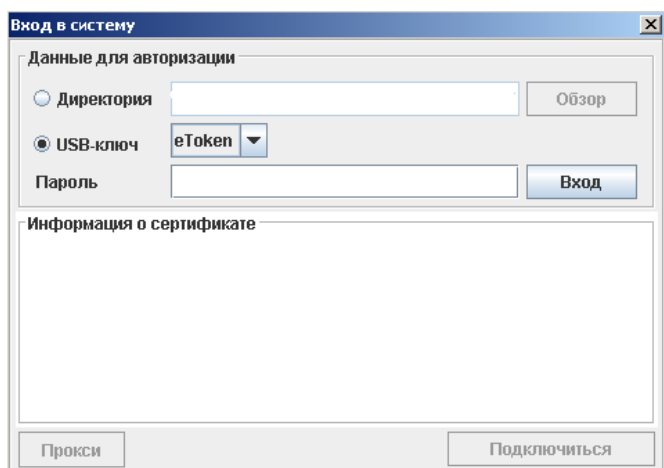 Вход в систему
Данные для авторизации
Директория Обзор
USB-ключ eToken
Пароль Вход
Информация о сертификате
Прокси Подключиться